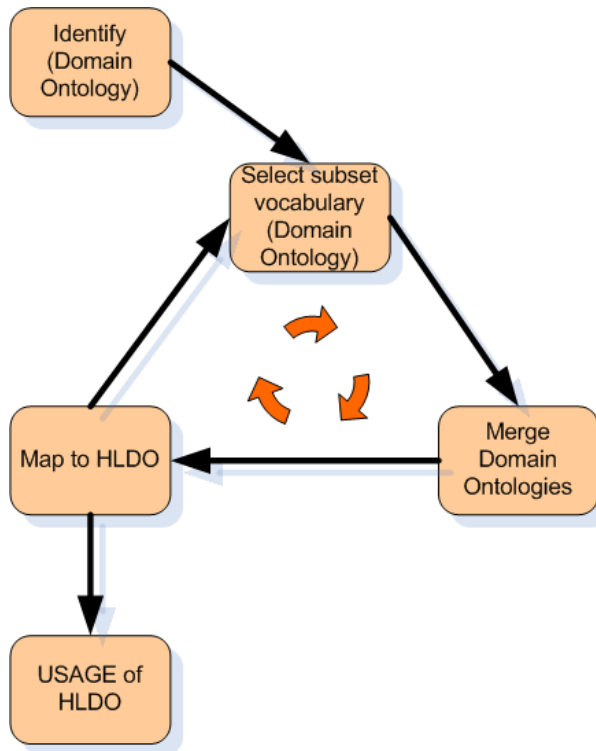 Identify
(Domain
Ontology)
Select subset
vocabulary
(Domain
Ontology)
Map to HLDO
Merge
Domain
Ontologies
USAGE of
HLDO